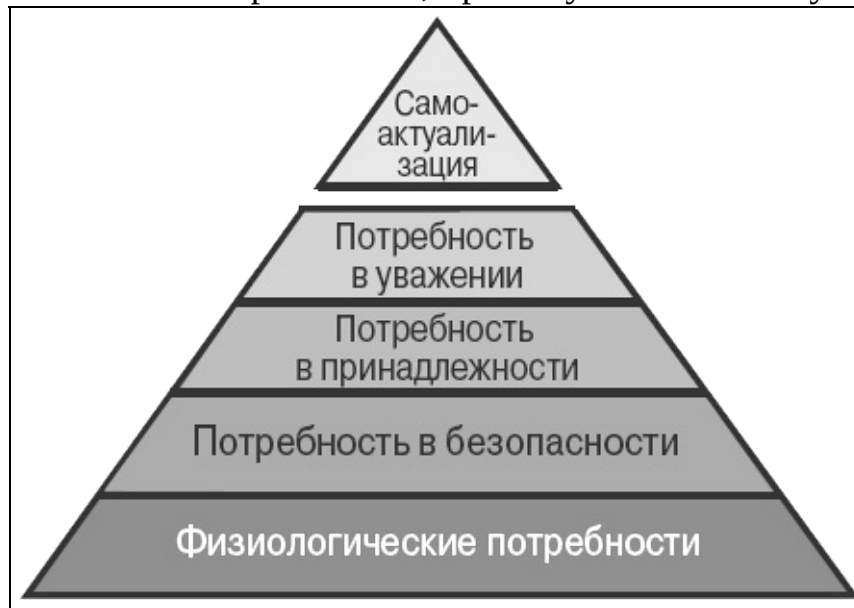 Само-
актуали-
зация
Потребность
в уважении
Потребность
в принадлежности
Потребность в безопасности
Физиологические потребности